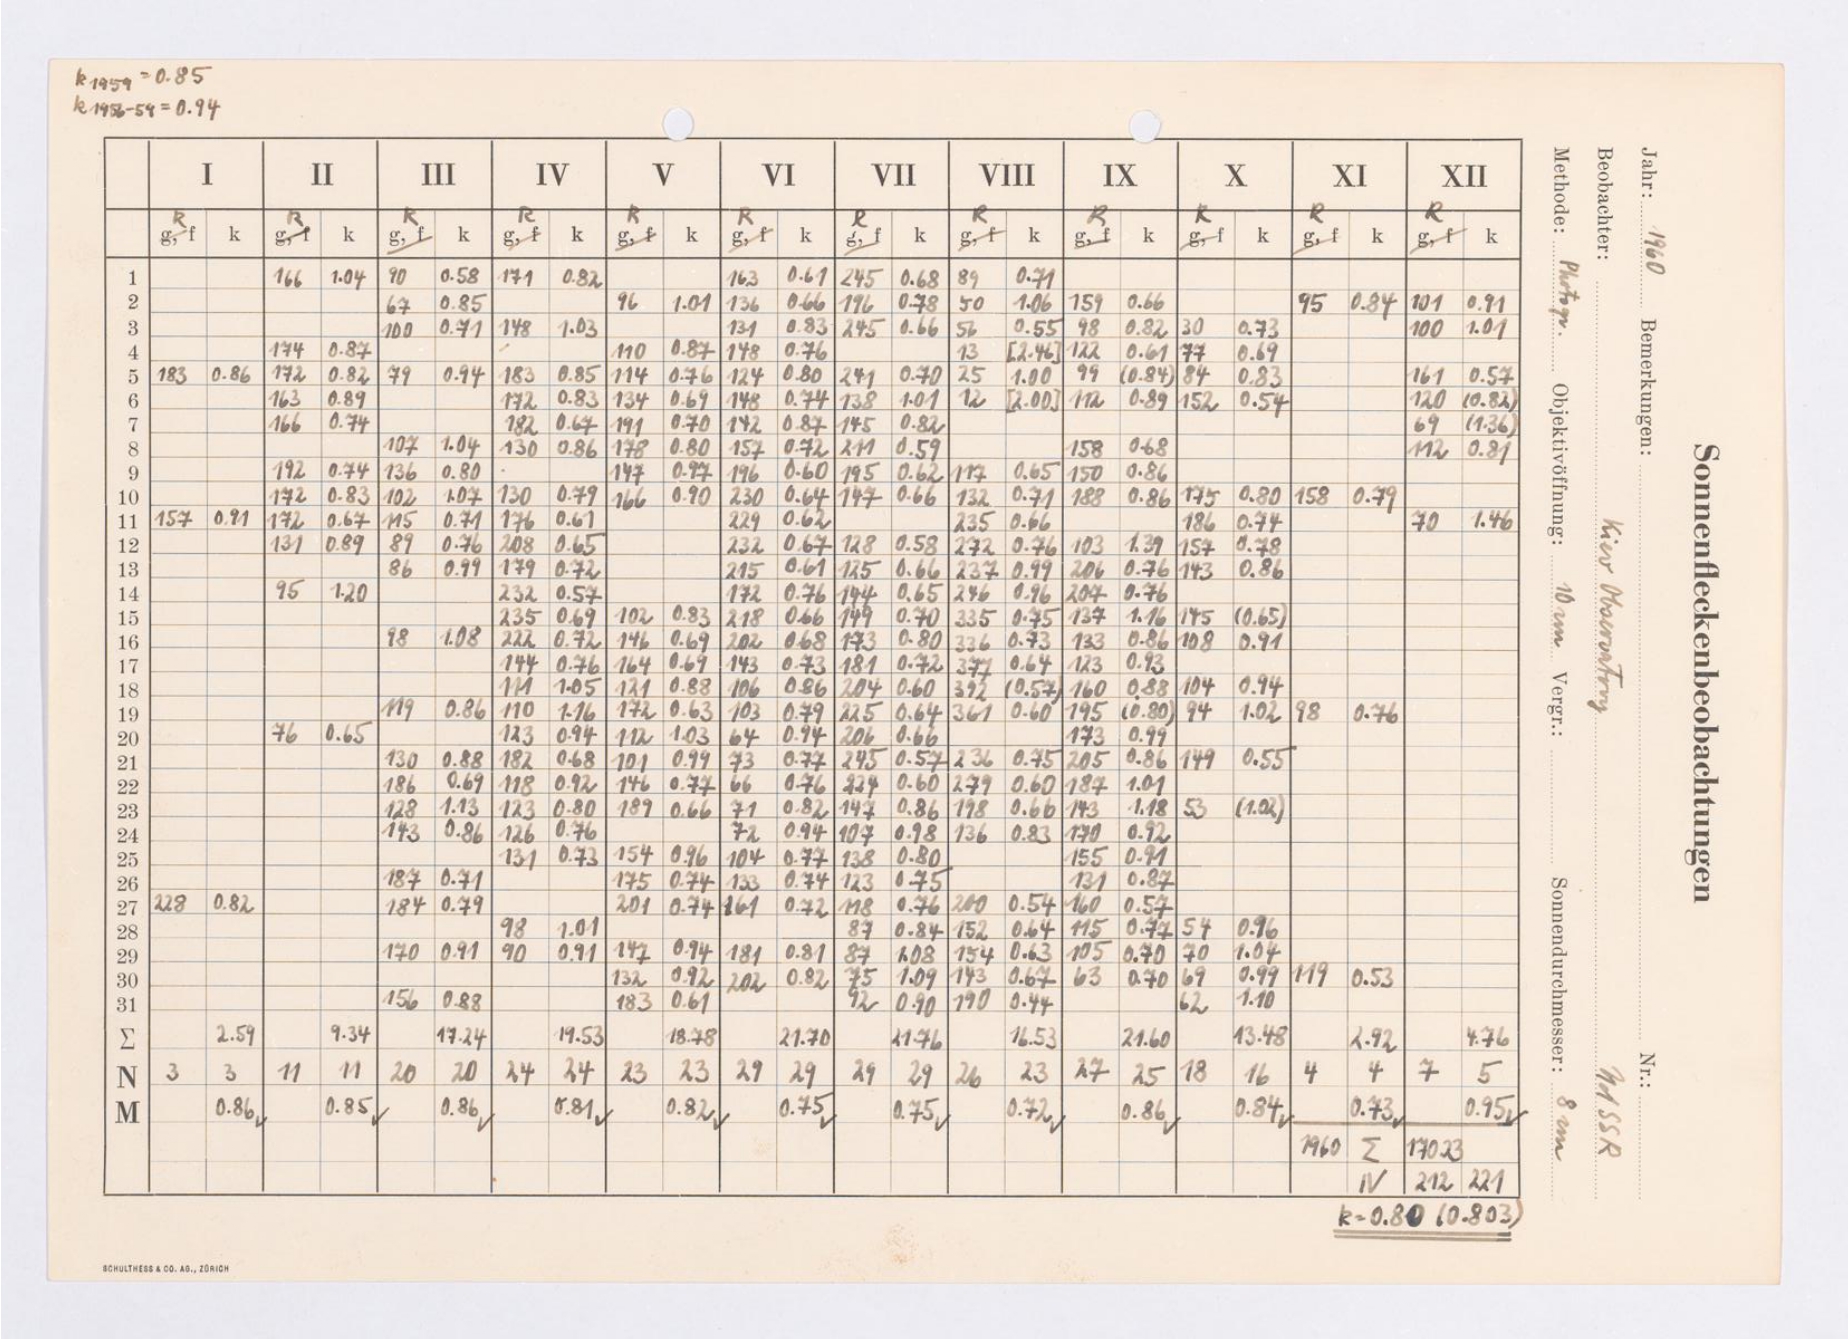 k 1959 = 0.85
k 1956-59 = 0.94
I II III IV V VI VII VIII IX X XI XII
R R R R R R R R R R R R
g, f k g, f k g, f k g, f k g, f k g, f k g, f k g, f k g, f k g, f k g, f k g, f k
1 166 1.04 90 0.58 171 0.82 163 0.61 245 0.68 89 0.71
2 67 0.85 96 1.01 136 0.66 196 0.78 50 1.06 159 0.66 95 0.84 101 0.91
3 100 0.71 148 1.03 131 0.83 245 0.66 56 0.55 98 0.82 30 0.73 100 1.01
4 174 0.87 110 0.87 148 0.76 13 [2.46] 122 0.61 77 0.69
5 183 0.86 172 0.82 79 0.94 183 0.85 114 0.76 124 0.80 241 0.70 25 1.00 99 (0.84) 84 0.83 161 0.57
6 163 0.89 172 0.83 134 0.69 148 0.74 138 1.01 12 [2.00] 112 0.89 152 0.54 120 (0.82)
7 166 0.74 182 0.67 191 0.70 142 0.87 145 0.82 69 (1.36)
8 107 1.04 130 0.86 178 0.80 157 0.72 211 0.59 158 0.68 112 0.81
9 192 0.74 136 0.80 147 0.97 196 0.60 195 0.62 117 0.65 150 0.86
10 172 0.83 102 1.07 130 0.79 166 0.90 230 0.64 147 0.66 132 0.71 188 0.86 175 0.80 158 0.79
11 157 0.91 172 0.67 115 0.71 176 0.61 229 0.62 235 0.66 186 0.74 70 1.46
12 131 0.89 89 0.76 208 0.65 232 0.67 128 0.58 272 0.76 103 1.39 157 0.78
13 86 0.99 179 0.72 215 0.61 125 0.66 237 0.99 206 0.76 143 0.86
14 95 1.20 232 0.57 172 0.76 144 0.65 246 0.96 207 0.76
15 235 0.69 102 0.83 218 0.66 149 0.70 335 0.75 137 1.16 145 (0.65)
16 98 1.08 222 0.72 146 0.69 202 0.68 173 0.80 336 0.73 133 0.86 108 0.91
17 144 0.76 164 0.69 143 0.73 181 0.72 377 0.64 123 0.93
18 111 1.05 121 0.88 106 0.86 204 0.60 392 (0.57) 160 0.88 104 0.94
19 119 0.86 110 1.16 172 0.63 103 0.79 225 0.64 361 0.60 195 (0.80) 94 1.02 98 0.76
20 76 0.65 123 0.94 112 1.03 64 0.94 206 0.66 173 0.99
21 130 0.88 182 0.68 101 0.99 73 0.77 245 0.57 236 0.75 205 0.86 149 0.55
22 186 0.69 118 0.92 146 0.77 66 0.76 224 0.60 279 0.60 187 1.01
23 128 1.13 123 0.80 189 0.66 71 0.82 147 0.86 198 0.66 143 1.18 53 (1.02)
24 143 0.86 126 0.76 72 0.94 107 0.98 136 0.83 170 0.92
25 131 0.73 154 0.96 104 0.77 138 0.80 155 0.91
26 187 0.71 175 0.74 133 0.74 123 0.75 131 0.87
27 228 0.82 184 0.79 201 0.74 161 0.72 118 0.76 200 0.54 160 0.57
28 98 1.01 87 0.84 152 0.64 115 0.77 54 0.96
29 170 0.91 90 0.91 147 0.94 181 0.81 87 1.08 154 0.63 105 0.70 70 1.04
30 132 0.92 202 0.82 75 1.09 143 0.67 63 0.70 69 0.99 119 0.53
31 156 0.88 183 0.61 92 0.90 190 0.44 62 1.10
Σ 2.59 9.34 17.24 19.53 18.78 21.70 21.76 16.53 21.60 13.48 2.92 4.76
N 3 3 11 11 20 20 24 24 23 23 29 29 29 29 26 23 27 25 18 16 4 4 7 5
M 0.86 0.85 0.86 0.81 0.82 0.75 0.75 0.72 0.86 0.84 0.73 0.95
1960 Σ 170.23
N 212 221
k = 0.80 (0.803)
SCHULTHESS & CO. AG., ZÜRICH
Sonnenfleckenbeobachtungen
Jahr: 1960 Bemerkungen: Nr.:
Beobachter: Kiev Observatory UdSSR
Methode: Photogr. Objektivöffnung: 10 cm Vergr.: Sonnendurchmesser: 8 cm